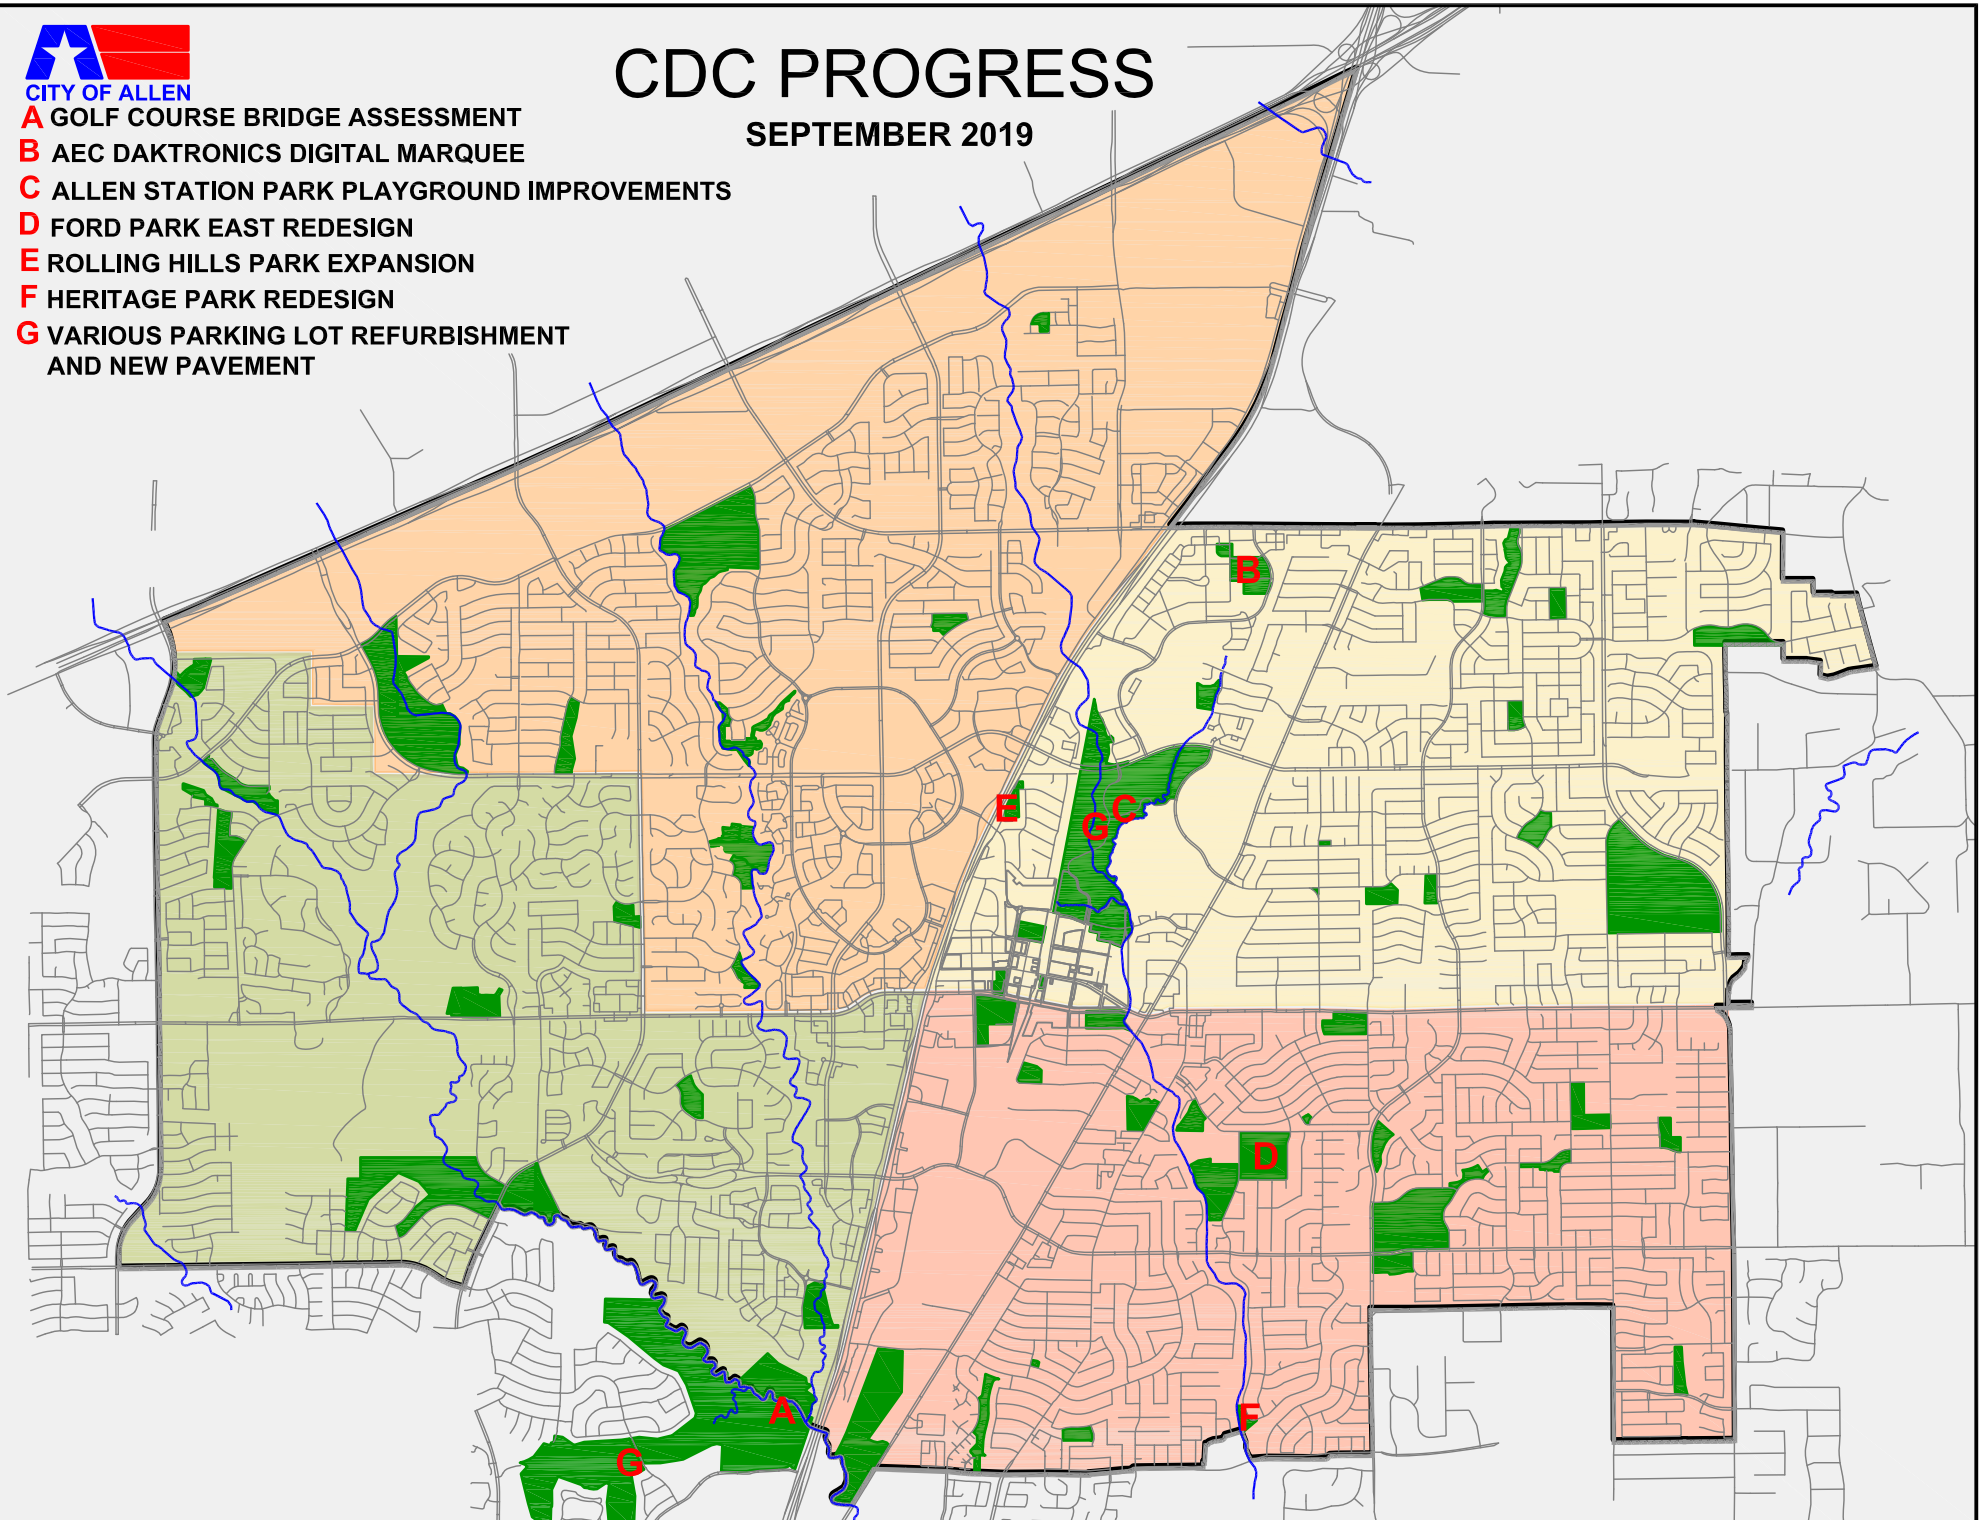 CITY OF ALLEN
CDC PROGRESS
SEPTEMBER 2019
A GOLF COURSE BRIDGE ASSESSMENT
B AEC DAKTRONICS DIGITAL MARQUEE
C ALLEN STATION PARK PLAYGROUND IMPROVEMENTS
D FORD PARK EAST REDESIGN
E ROLLING HILLS PARK EXPANSION
F HERITAGE PARK REDESIGN
G VARIOUS PARKING LOT REFURBISHMENT
AND NEW PAVEMENT
B
E
C
G
D
A
F
G